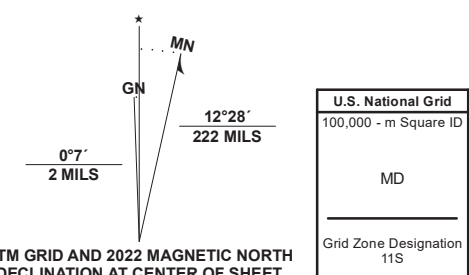 ★
MN
GN
12°28´
222 MILS
0°7´
2 MILS
TM GRID AND 2022 MAGNETIC NORTH
DECLINATION AT CENTER OF SHEET
U.S. National Grid
100,000 - m Square ID
MD
Grid Zone Designation
11S